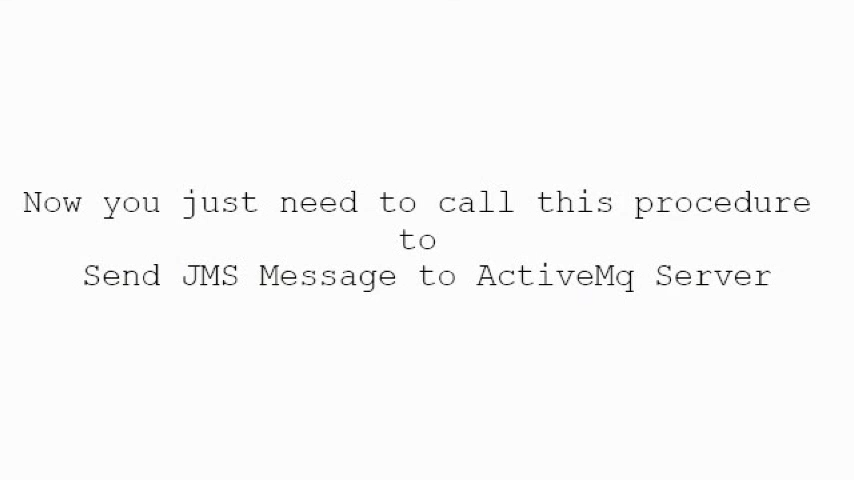 Now you just need to call this procedure
to
Send JMS Message to ActiveMq Server